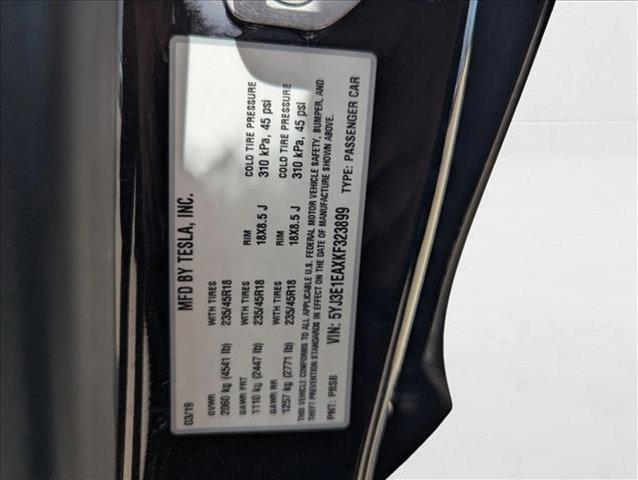 MFD BY TESLA, INC.
03/19
GVWR WITH TIRES RIM COLD TIRE PRESSURE
2060 kg (4541 lb) 235/45R18 18X8.5 J 310 kPa, 45 psi
GAWR FRT WITH TIRES RIM COLD TIRE PRESSURE
1110 kg (2447 lb) 235/45R18 18X8.5 J 310 kPa, 45 psi
GAWR RR WITH TIRES
1257 kg (2771 lb) 235/45R18
THIS VEHICLE CONFORMS TO ALL APPLICABLE U.S. FEDERAL MOTOR VEHICLE SAFETY, BUMPER, AND
THEFT PREVENTION STANDARDS IN EFFECT ON THE DATE OF MANUFACTURE SHOWN ABOVE.
VIN: 5YJ3E1EAXKF323899
PNT: PBSB TYPE: PASSENGER CAR